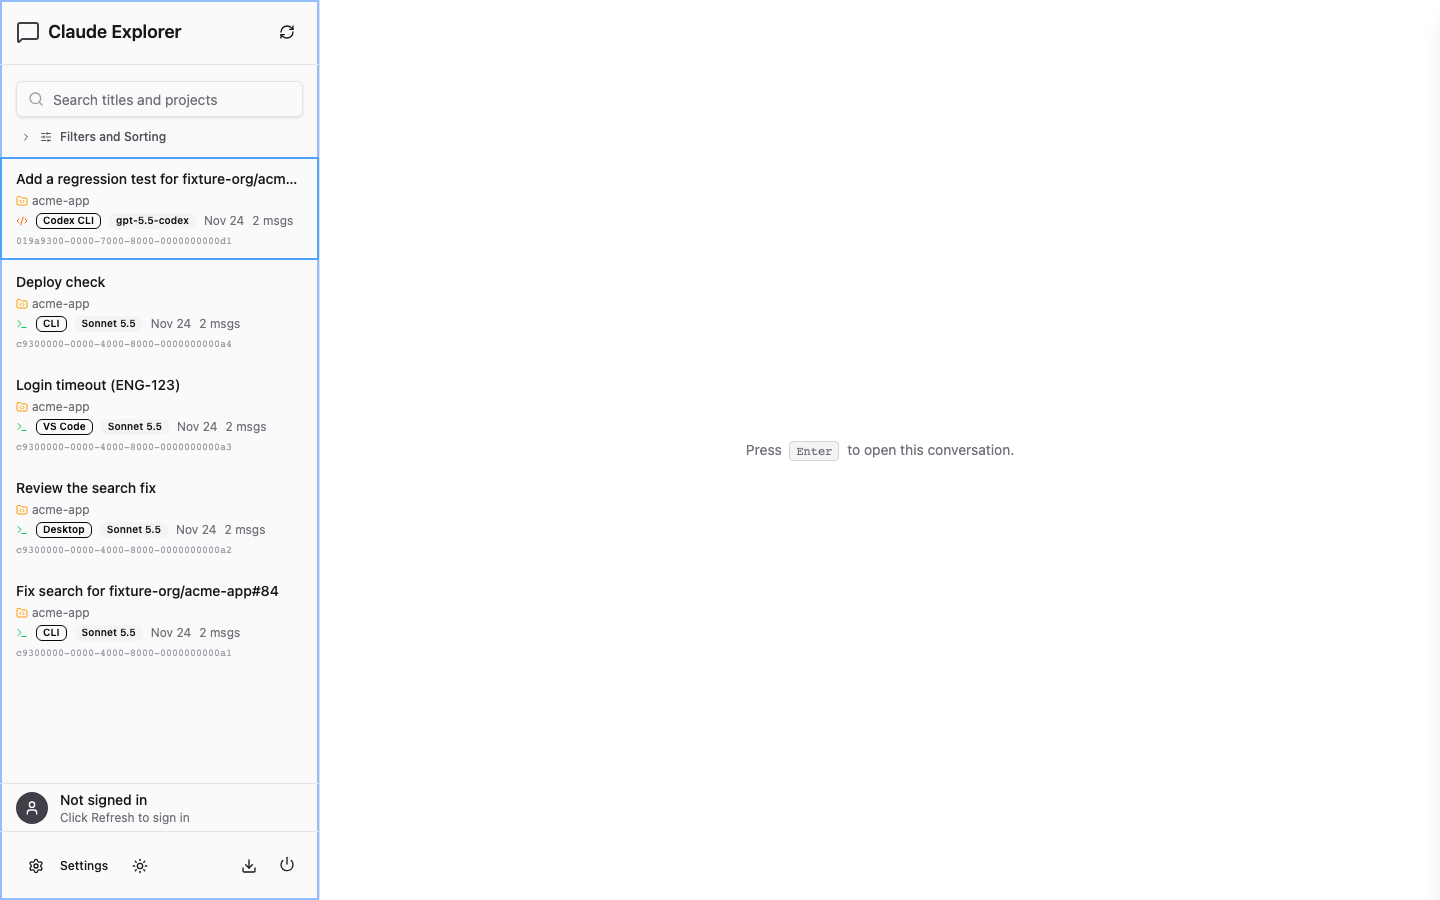 Claude Explorer
Search titles and projects
Filters and Sorting
Add a regression test for fixture-org/acm...
acme-app
Codex CLI gpt-5.5-codex Nov 24 2 msgs
019a9300-0000-7000-8000-0000000000d1
Deploy check
acme-app
CLI Sonnet 5.5 Nov 24 2 msgs
c9300000-0000-4000-8000-0000000000a4
Login timeout (ENG-123)
acme-app
VS Code Sonnet 5.5 Nov 24 2 msgs
c9300000-0000-4000-8000-0000000000a3
Review the search fix
acme-app
Desktop Sonnet 5.5 Nov 24 2 msgs
c9300000-0000-4000-8000-0000000000a2
Fix search for fixture-org/acme-app#84
acme-app
CLI Sonnet 5.5 Nov 24 2 msgs
c9300000-0000-4000-8000-0000000000a1
Not signed in
Click Refresh to sign in
Settings
Press Enter to open this conversation.